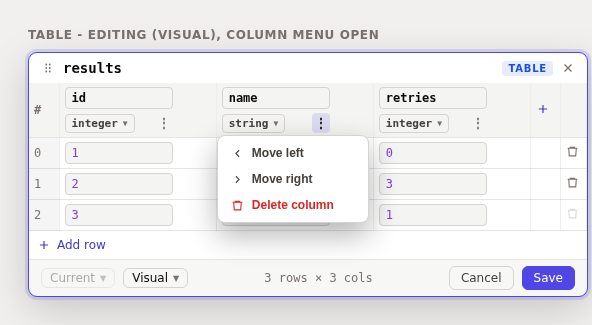 TABLE - EDITING (VISUAL), COLUMN MENU OPEN
results TABLE
# id name retries
integer string integer
0 1 0
1 2 3
2 3 1
Move left
Move right
Delete column
Add row
Current Visual 3 rows × 3 cols Cancel Save